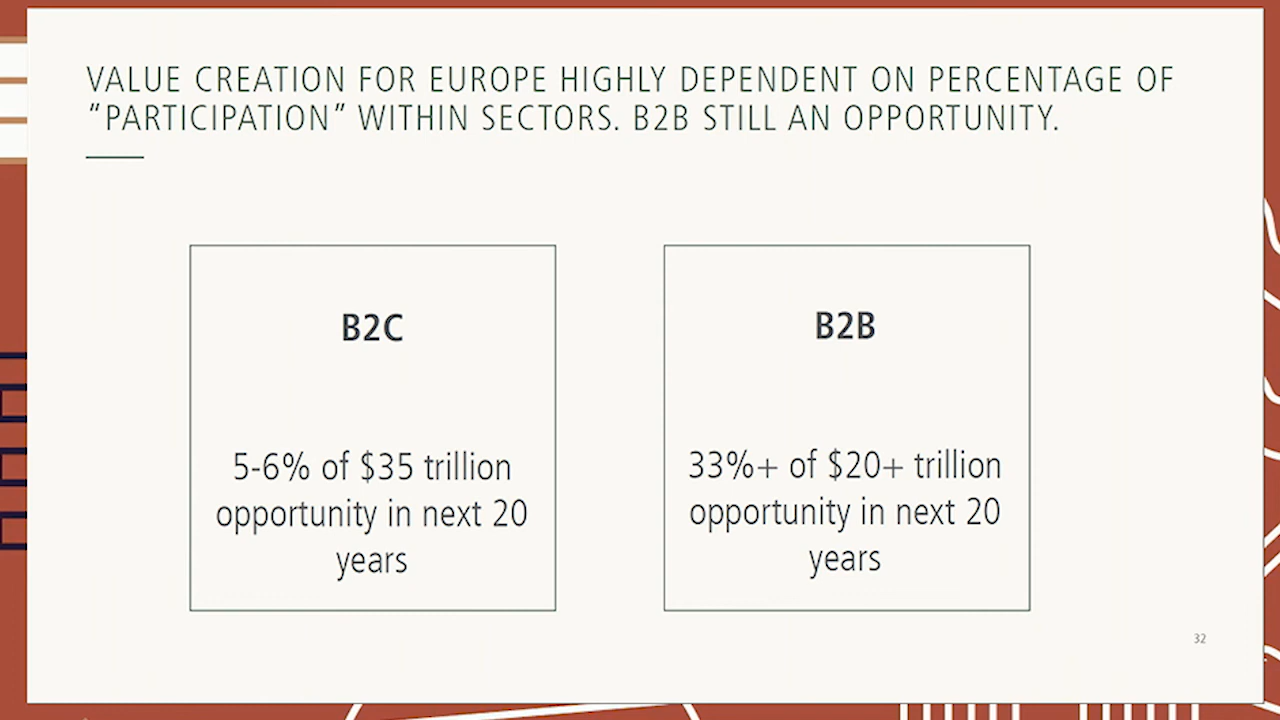 VALUE CREATION FOR EUROPE HIGHLY DEPENDENT ON PERCENTAGE OF
“PARTICIPATION” WITHIN SECTORS. B2B STILL AN OPPORTUNITY.
B2C
5-6% of $35 trillion
opportunity in next 20
years
B2B
33%+ of $20+ trillion
opportunity in next 20
years
32